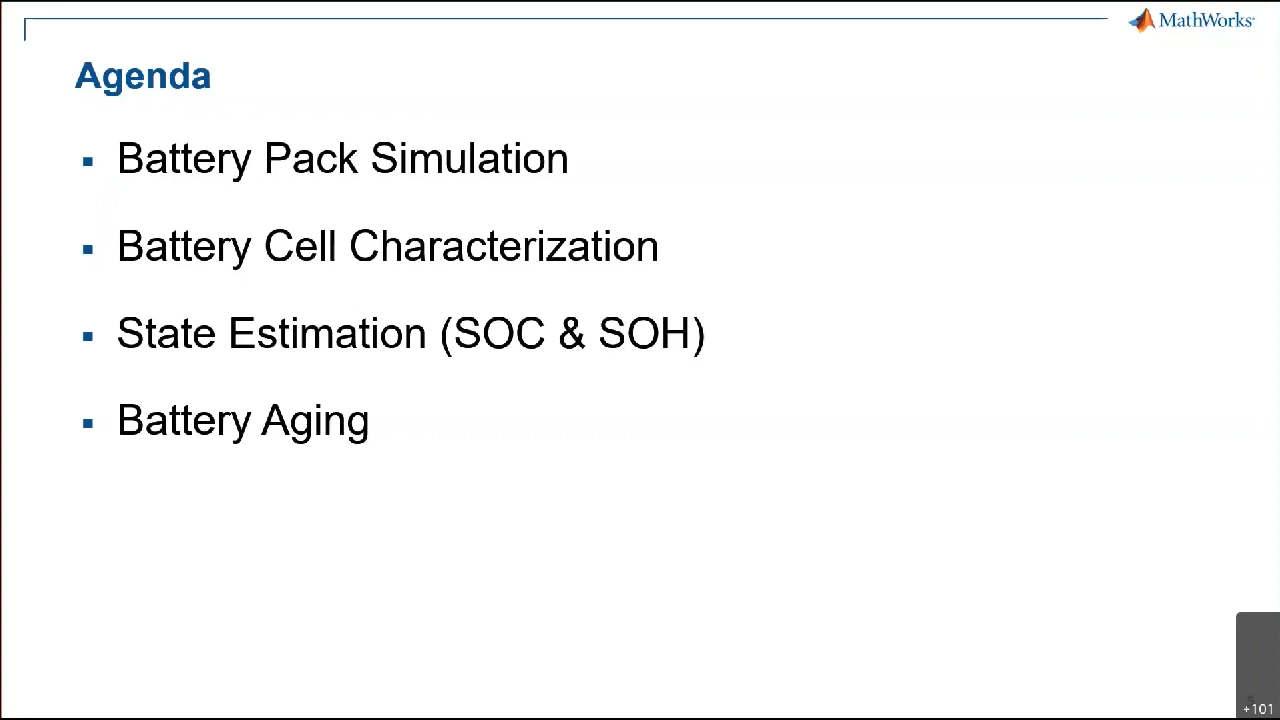 MathWorks
Agenda
▪ Battery Pack Simulation
▪ Battery Cell Characterization
▪ State Estimation (SOC & SOH)
▪ Battery Aging
+101